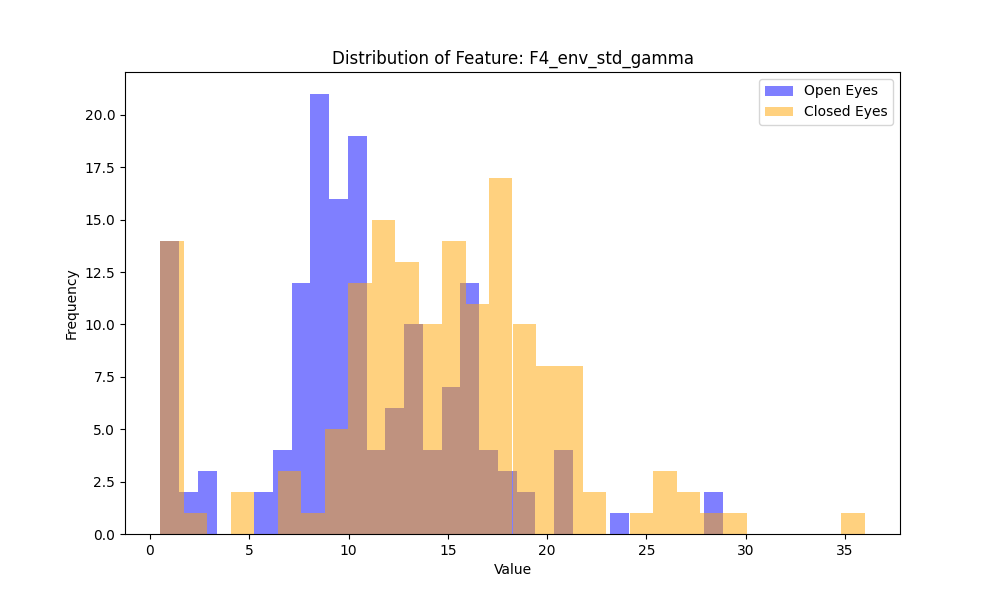 Distribution of Feature: F4_env_std_gamma
Open Eyes
Closed Eyes
Frequency
20.0
17.5
15.0
12.5
10.0
7.5
5.0
2.5
0.0
0 5 10 15 20 25 30 35
Value